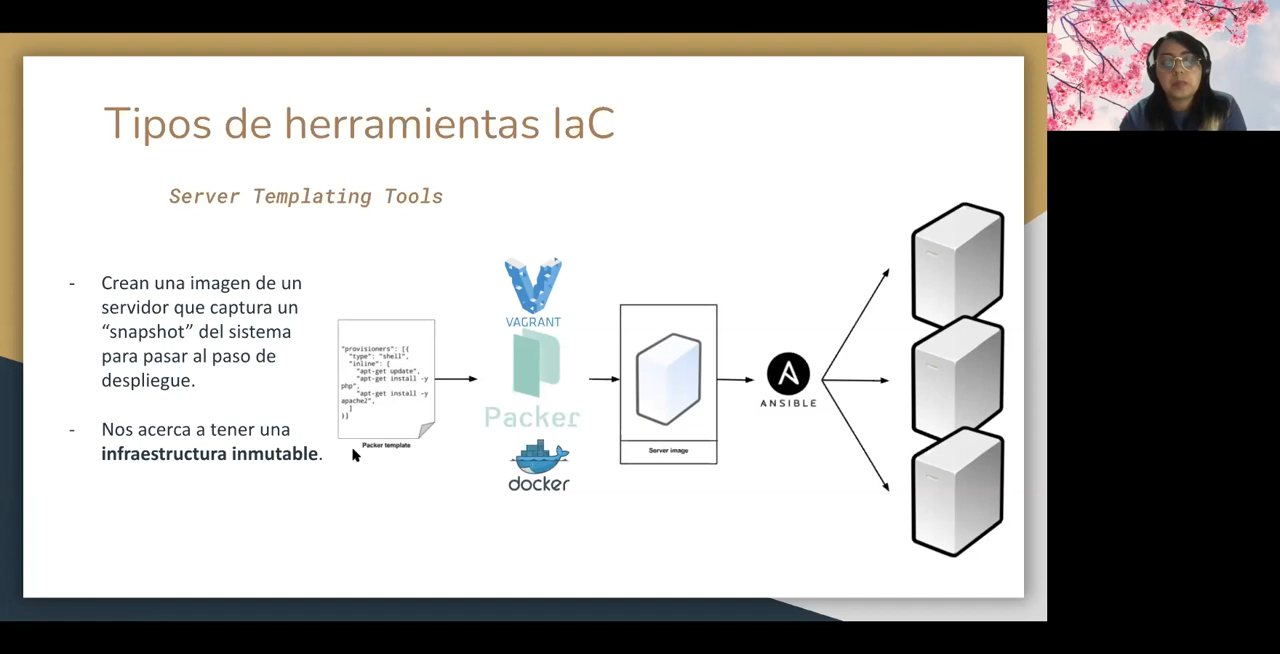 Tipos de herramientas IaC
Server Templating Tools
- Crean una imagen de un
servidor que captura un
“snapshot” del sistema
para pasar al paso de
despliegue.
- Nos acerca a tener una
infraestructura inmutable.
"provisioners": [{
"type": "shell",
"inline": [
"apt-get update",
"apt-get install -y
php",
"apt-get install -y
apache2",
]
}]
Packer template
VAGRANT
Packer
docker
Server image
ANSIBLE